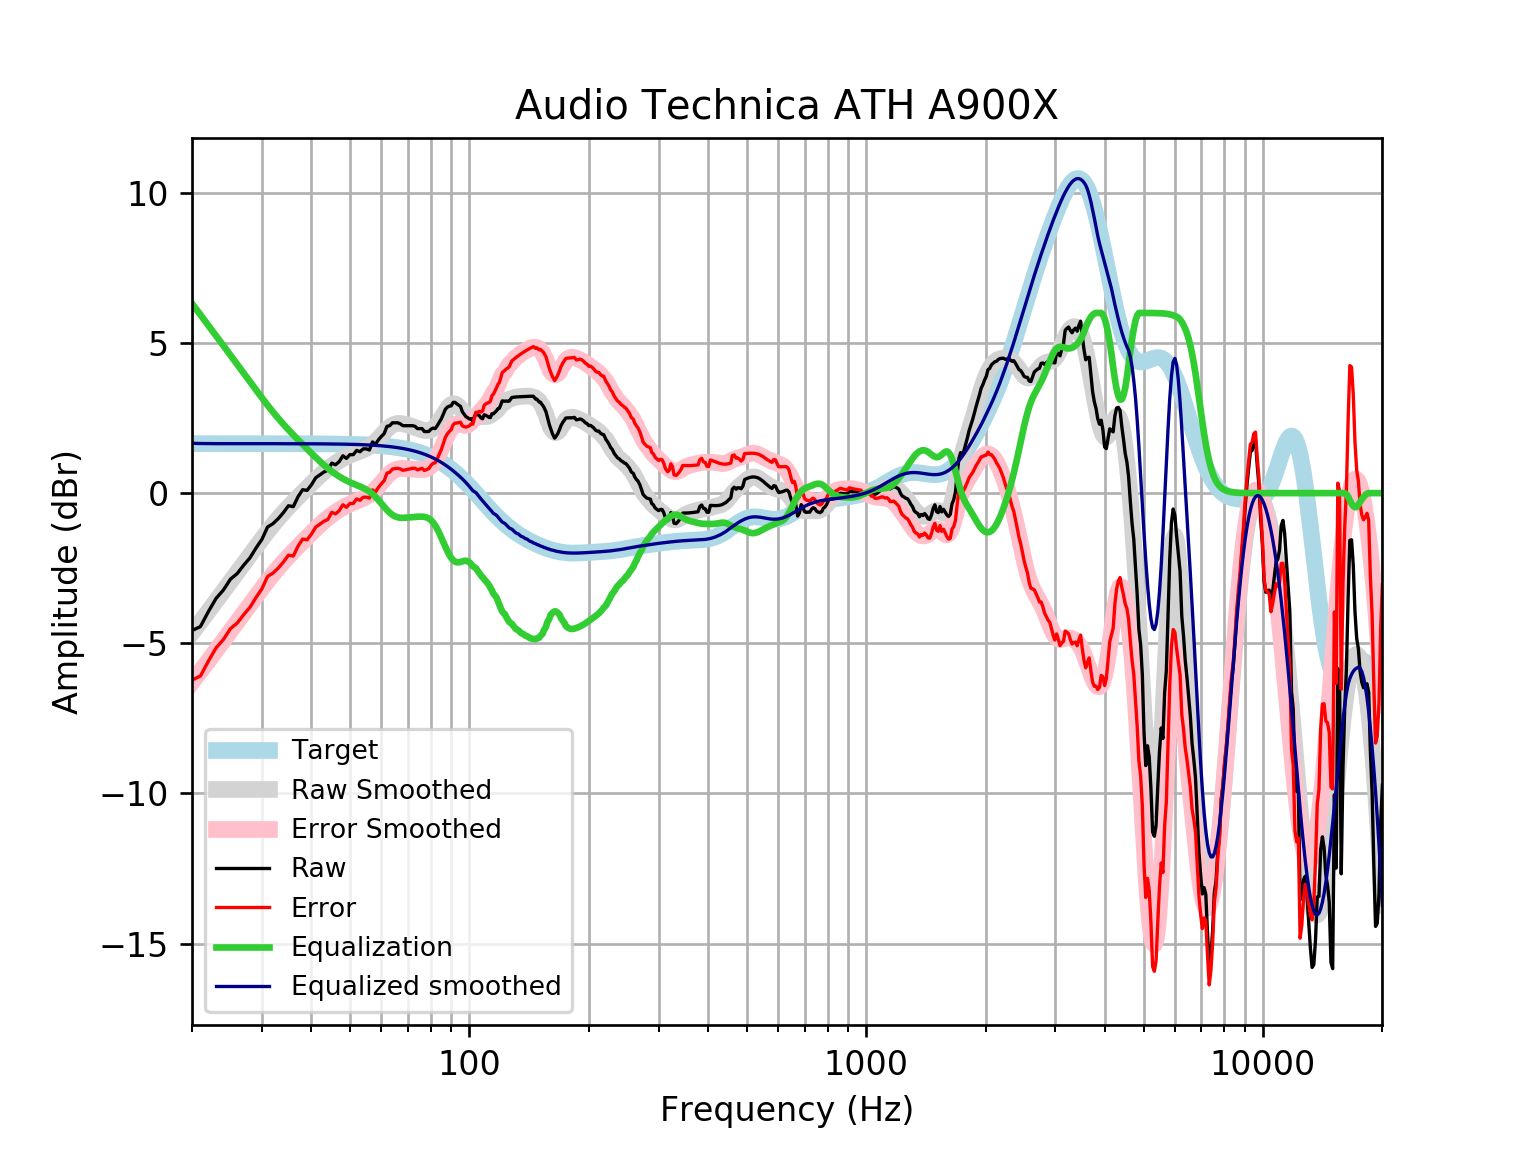 Audio Technica ATH A900X
10
5
0
−5
−10
−15
Amplitude (dBr)
Target
Raw Smoothed
Error Smoothed
Raw
Error
Equalization
Equalized smoothed
100
1000
10000
Frequency (Hz)